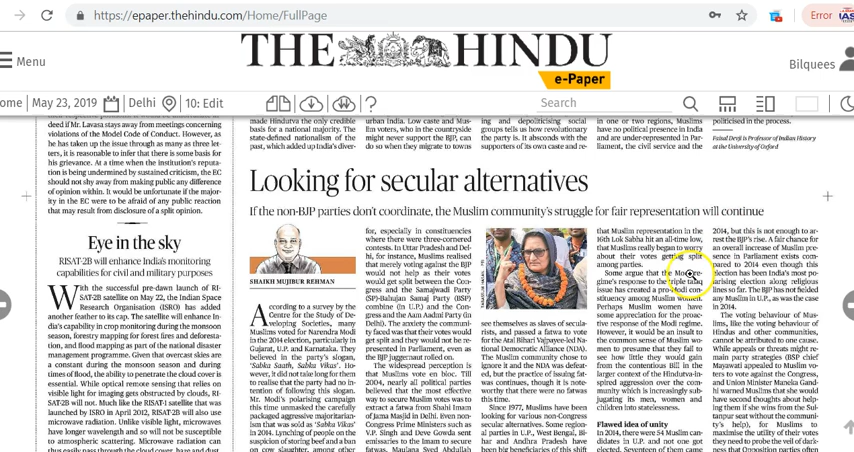 https://epaper.thehindu.com/Home/FullPage
Error
IAS
THE HINDU
e-Paper
Menu
Bilquees
ome
May 23, 2019
Delhi
10: Edit
?
Search
deed if Mr. Lavasa stays away from meetings concerning
violations of the Model Code of Conduct. However, as
he has taken up the issue through as many as three let-
ters, it is reasonable to infer that there is some basis for
his grievance. At a time when the institution's reputa-
tion is being undermined by sustained criticism, the EC
should not shy away from making public any difference
of opinion within. It would be unfortunate if the major-
ity in the EC were to be afraid of any public reaction
that may result from disclosure of a split opinion.
Eye in the sky
RISAT-2B will enhance India's monitoring
capabilities for civil and military purposes
With the successful pre-dawn launch of RI-
SAT-2B satellite on May 22, the Indian Space
Research Organisation (ISRO) has added
another feather to its cap. The satellite will enhance In-
dia's capability in crop monitoring during the monsoon
season, forestry mapping for forest fires and deforesta-
tion, and flood mapping as part of the national disaster
management programme. Given that overcast skies are
a constant during the monsoon season and during
times of flood, the ability to penetrate the cloud cover is
essential. While optical remote sensing that relies on
visible light for imaging gets obstructed by clouds, RI-
SAT-2B will not. Much like the RISAT-1 satellite that was
launched by ISRO in April 2012, RISAT-2B will also use
microwave radiation. Unlike visible light, microwaves
have longer wavelength and so will not be susceptible
to atmospheric scattering. Microwave radiation can
made Hindutva the only credible
basis for a national majority. The
state-defined nationalism of the
past, which added up India's diver-
urban India. Low caste and Mus-
lim voters, who in the countryside
might never support the BJP, can
do so when they migrate to towns
ing and depoliticising social
groups tells us how revolutionary
the party is. It absconds with the
supporters of its own caste and re-
in one or two regions, Muslims
have no political presence in India
and are under-represented in Par-
liament, the civil service and the
politicised in the process.
Faisal Devji is Professor of Indian History
at the University of Oxford
Looking for secular alternatives
If the non-BJP parties don't coordinate, the Muslim community's struggle for fair representation will continue
SHAIKH MUJIBUR REHMAN
According to a survey by the
Centre for the Study of De-
veloping Societies, many
Muslims voted for Narendra Modi
in the 2014 election, particularly in
Gujarat, U.P. and Karnataka. They
believed in the party's slogan,
'Sabka Saath, Sabka Vikas'. How-
ever, it did not take long for them
to realise that the party had no in-
tention of following this slogan.
Mr. Modi's polarising campaign
this time unmasked the carefully
packaged aggressive majoritarian-
ism that was sold as 'Sabka Vikas'
in 2014. Lynching of people on the
suspicion of storing beef and a ban
on cow slaughter, among other
for, especially in constituencies
where there were three-cornered
contests. In Uttar Pradesh and Del-
hi, for instance, Muslims realised
that merely voting against the BJP
would not help as their votes
would get split between the Con-
gress and the Samajwadi Party
(SP)-Bahujan Samaj Party (BSP)
combine (in U.P.) and the Con-
gress and the Aam Aadmi Party (in
Delhi). The anxiety the communi-
ty faced was that their votes would
get split and they would not be re-
presented in Parliament, even as
the BJP juggernaut rolled on.
The widespread perception is
that Muslims vote en bloc. Till
2004, nearly all political parties
believed that the most effective
way to secure Muslim votes was to
extract a fatwa from Shahi Imam
of Jama Masjid in Delhi. Even non-
Congress Prime Ministers such as
V.P. Singh and Deve Gowda sent
emissaries to the Imam to secure
fatwas. Maulana Syed Abdullah
see themselves as slaves of secula-
rists, and passed a fatwa to vote
for the Atal Bihari Vajpayee-led Na-
tional Democratic Alliance (NDA).
The Muslim community chose to
ignore it and the NDA was defeat-
ed, but the practice of issuing fat-
was continues, though it is note-
worthy that there were no fatwas
this time.
Since 1977, Muslims have been
looking for various non-Congress
secular alternatives. Some region-
al parties in U.P., West Bengal, Bi-
har and Andhra Pradesh have
been big beneficiaries of this shift
that Muslim representation in the
16th Lok Sabha hit an all-time low,
that Muslims really began to worry
about their votes getting split
among parties.
Some argue that the Modi re-
gime's response to the triple talaq
issue has created a pro-Modi con-
stituency among Muslim women.
Perhaps Muslim women have
some appreciation for the proac-
tive response of the Modi regime.
However, it would be an insult to
the common sense of Muslim wo-
men to presume that they fail to
see how little they would gain
from the contentious Bill in the
larger context of the Hindutva-in-
spired aggression over the com-
munity which is increasingly sub-
jugating its men, women and
children into statelessness.
Flawed idea of unity
In 2014, there were 54 Muslim can-
didates in U.P. and not one got
elected. Seventeen of them came
2014, but this is not enough to ar-
rest the BJP's rise. A fair chance for
an overall increase of Muslim pre-
sence in Parliament exists com-
pared to 2014 even though this
election has been India's most po-
larising election along religious
lines so far. The BJP has not fielded
any Muslim in U.P., as was the case
in 2014.
The voting behaviour of Mus-
lims, like the voting behaviour of
Hindus and other communities,
cannot be attributed to one cause.
While appeals or threats might re-
main party strategies (BSP chief
Mayawati appealed to Muslim vo-
ters to vote against the Congress,
and Union Minister Maneka Gand-
hi warned Muslims that she would
have second thoughts about help-
ing them if she wins from the Sul-
tanpur seat without the communi-
ty's help), for Muslims to
maximise the utility of their votes
they need to probe the veil of dark-
ness that Opposition parties often